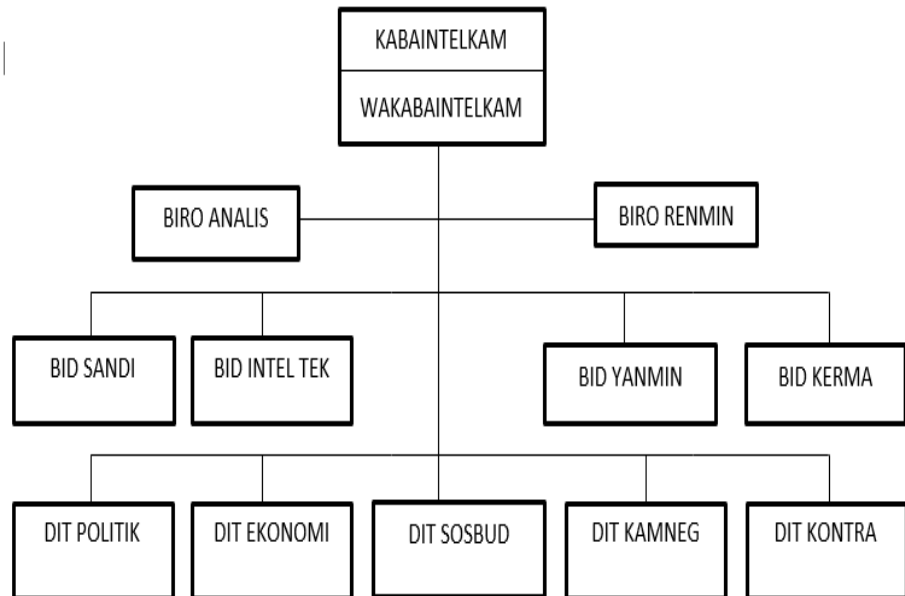 KABAINTELKAM
WAKABAINTELKAM
BIRO ANALIS
BIRO RENMIN
BID SANDI
BID INTEL TEK
BID YANMIN
BID KERMA
DIT POLITIK
DIT EKONOMI
DIT SOSBUD
DIT KAMNEG
DIT KONTRA